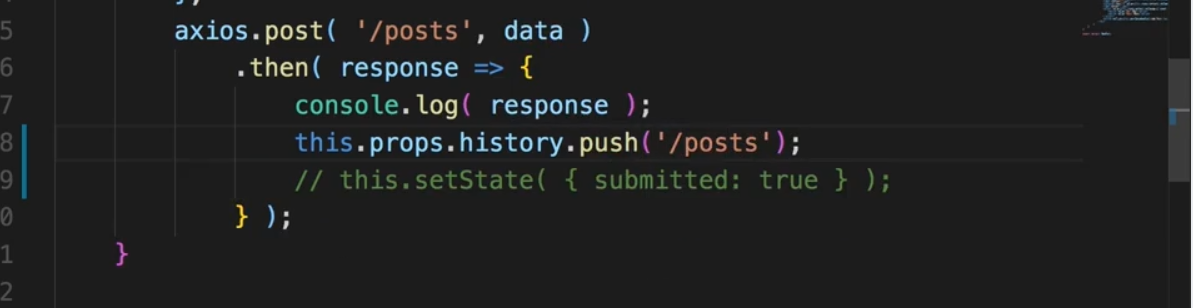 5 axios.post( '/posts', data )
6 .then( response => {
7 console.log( response );
8 this.props.history.push('/posts');
9 // this.setState( { submitted: true } );
0 } );
1 }
2